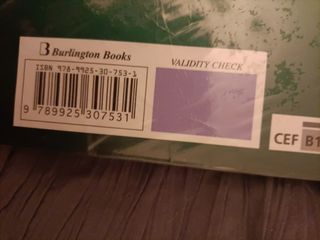 Burlington Books
VALIDITY CHECK
ISBN 978-9925-30-753-1
9 789925 307531
CEF B1